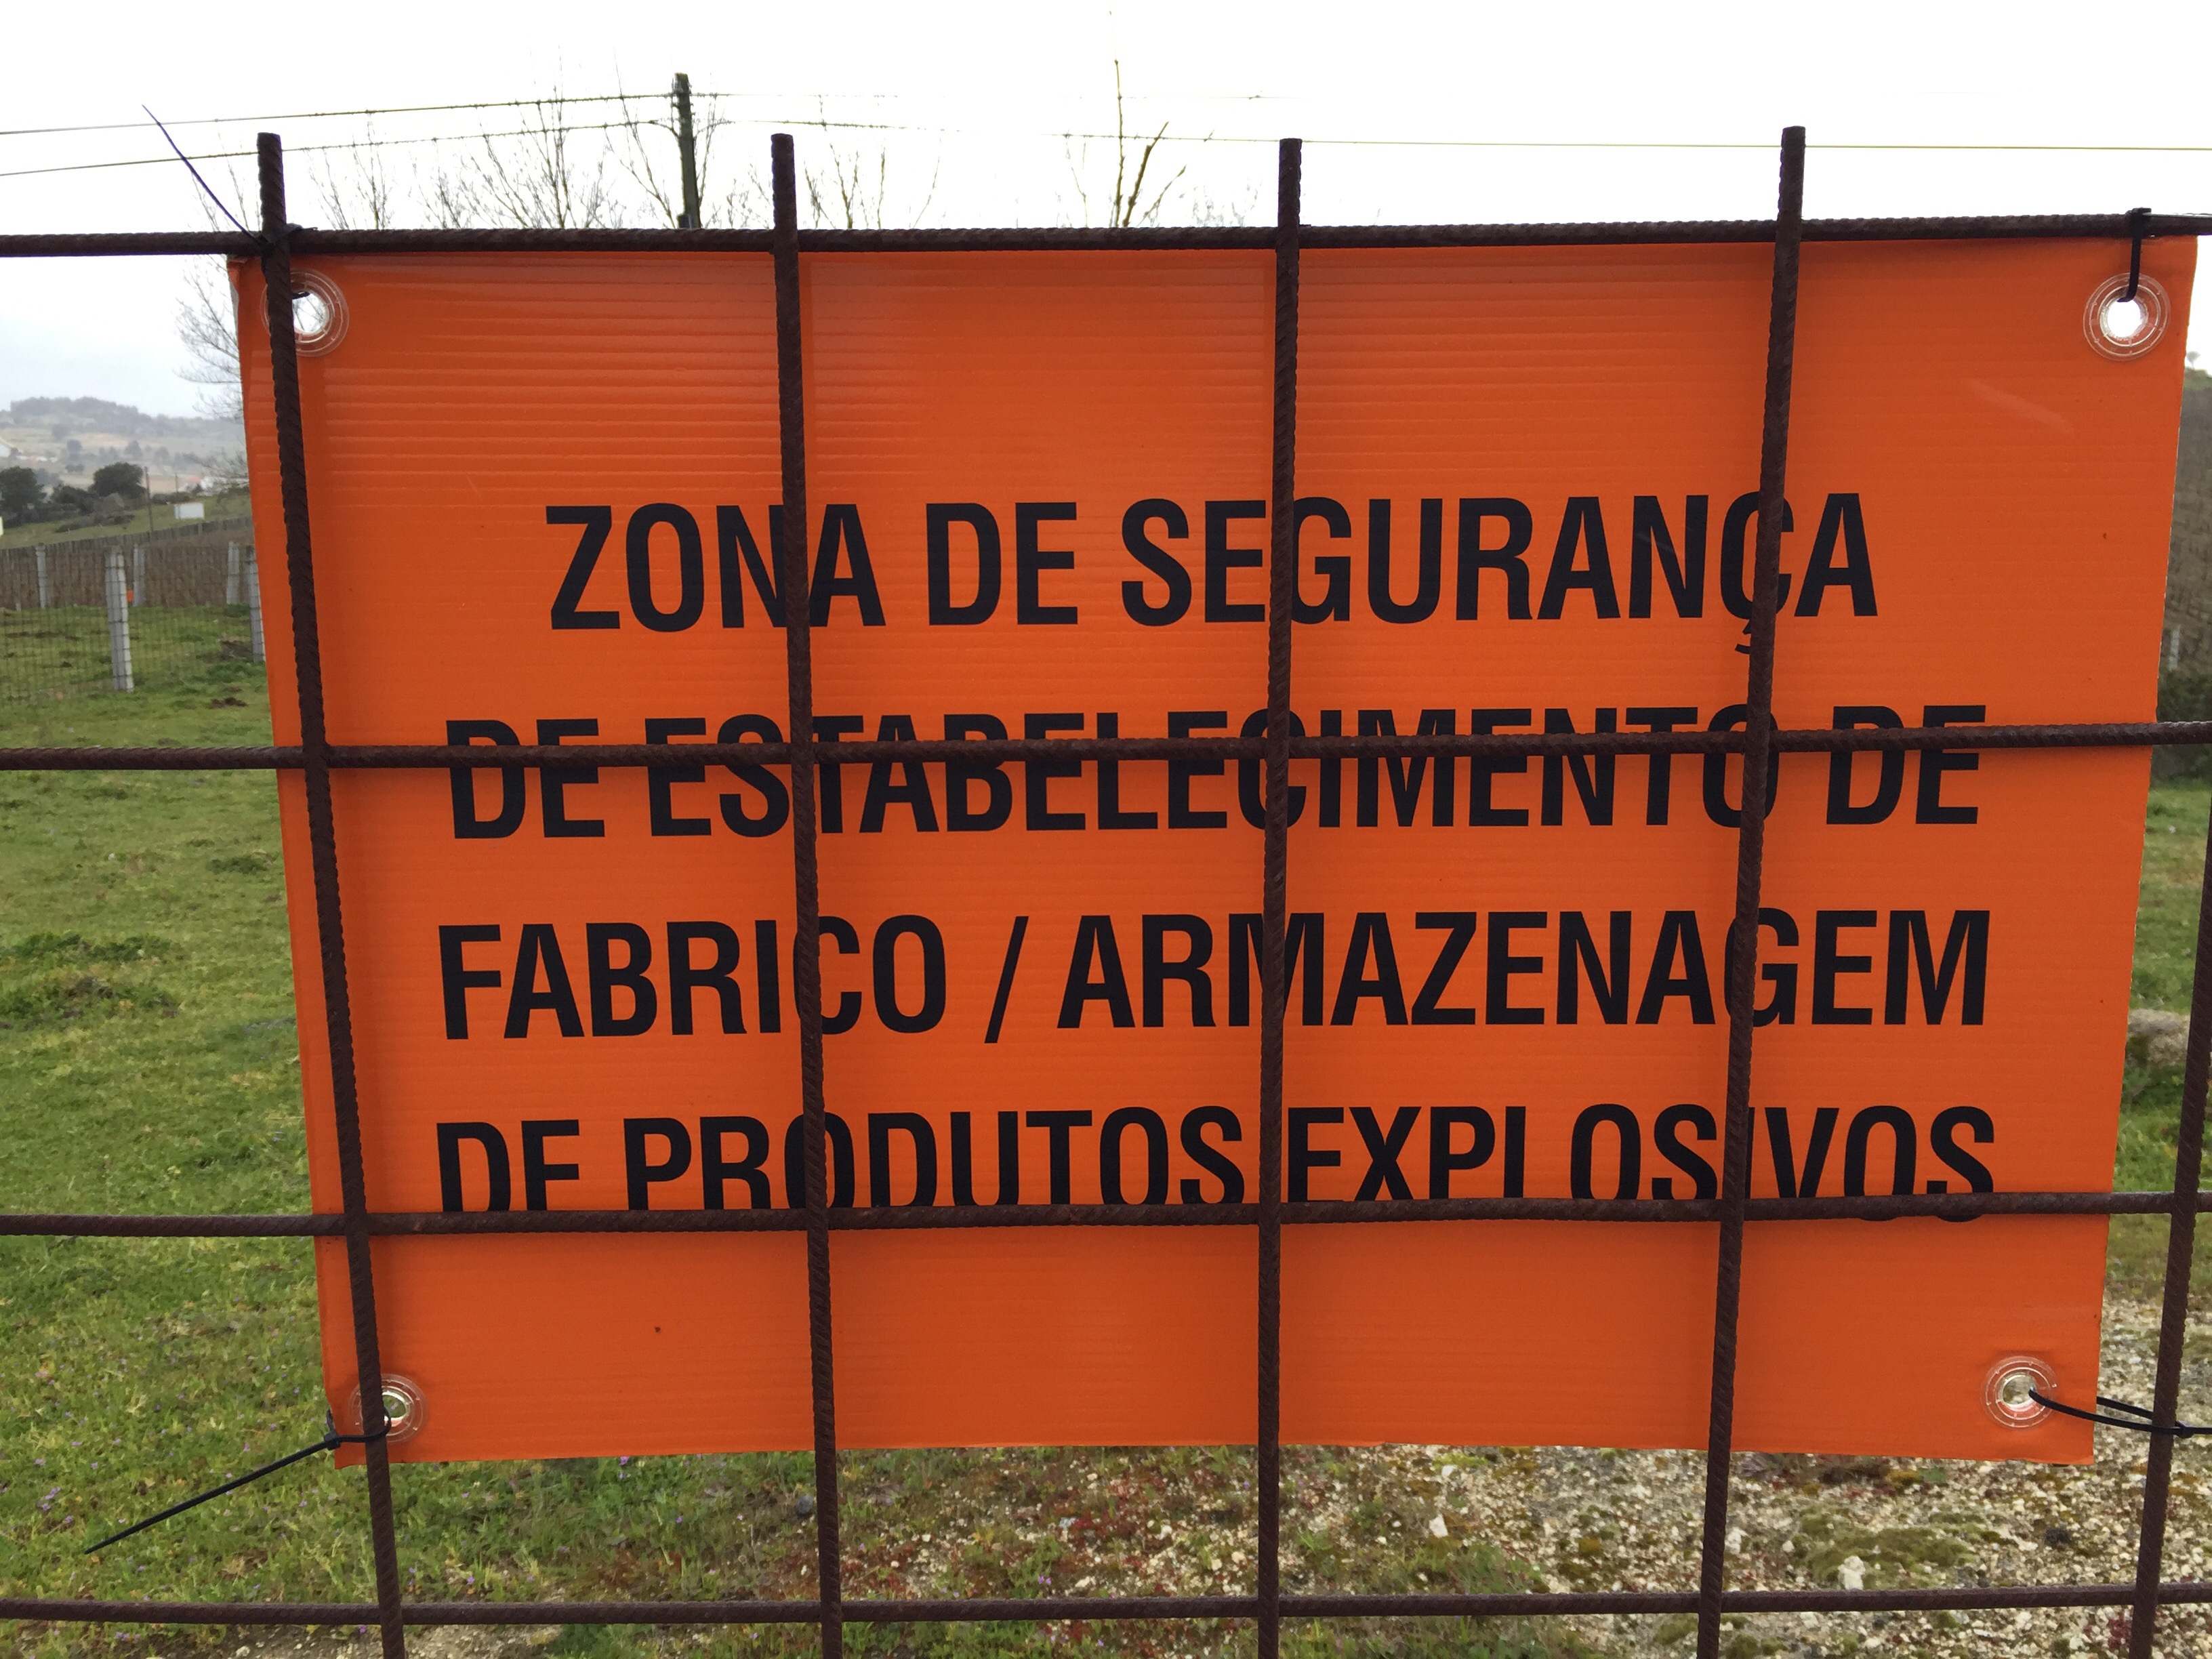 ZONA DE SEGURANÇA
DE ESTABELECIMENTO DE
FABRICO / ARMAZENAGEM
DE PRODUTOS EXPLOSIVOS